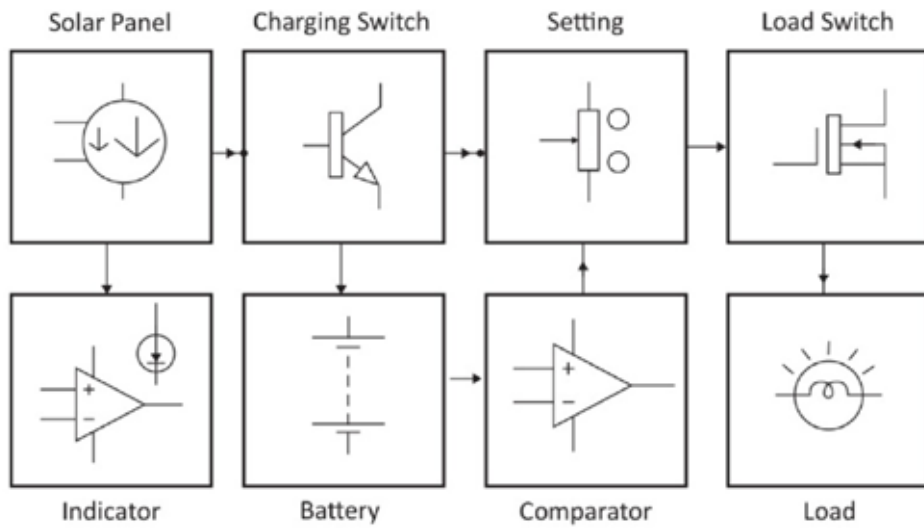 Solar Panel
Charging Switch
Setting
Load Switch
+
−
+
−
Indicator
Battery
Comparator
Load